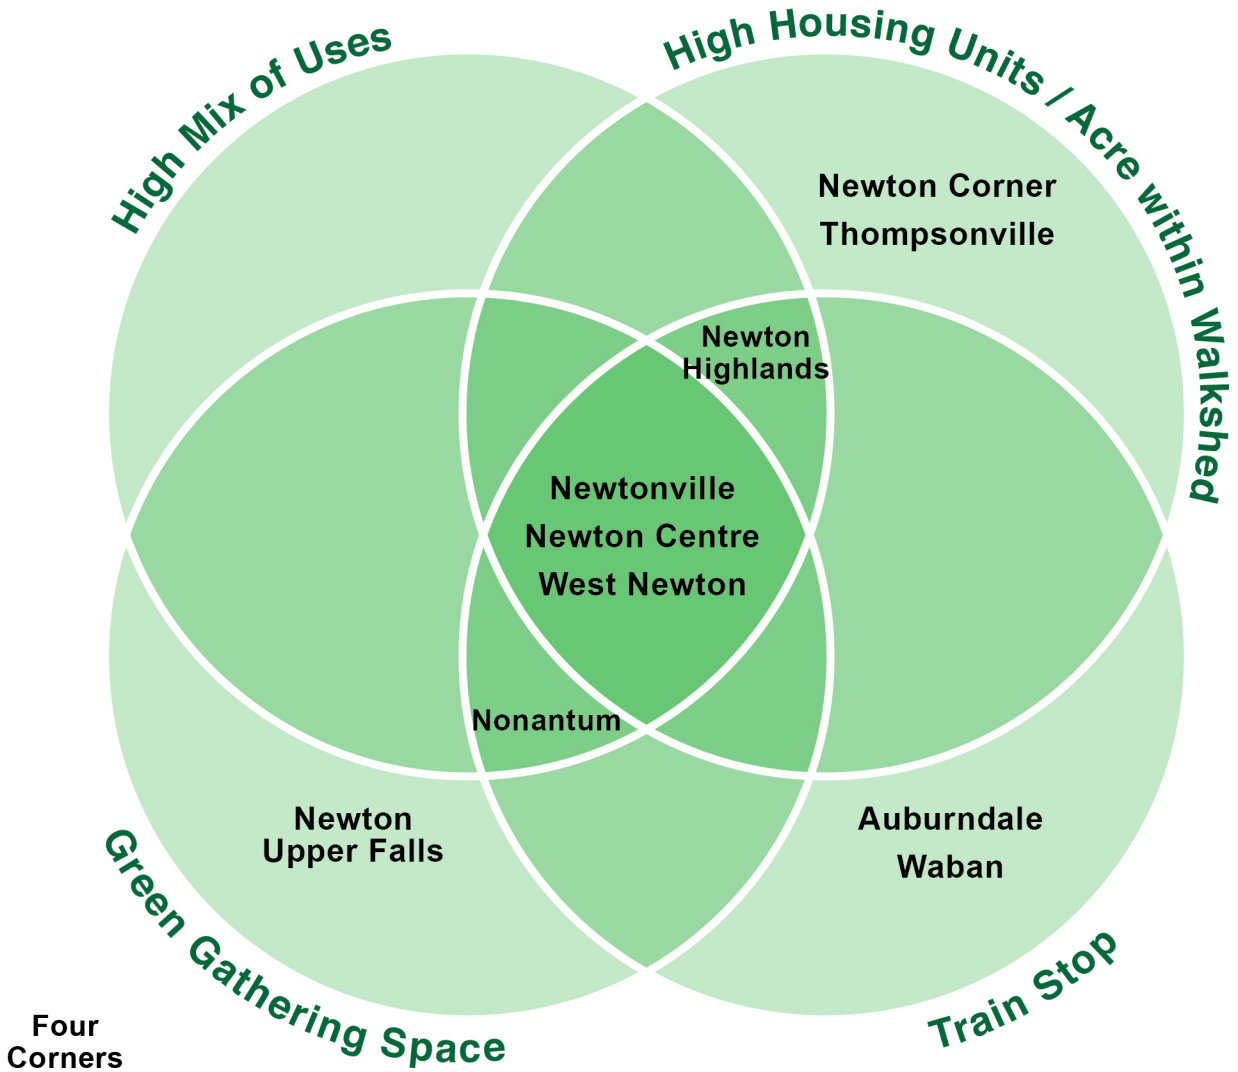 High Mix of Uses
High Housing Units / Acre within Walkshed
Newton Corner
Thompsonville
Newton
Highlands
Newtonville
Newton Centre
West Newton
Nonantum
Newton
Upper Falls
Auburndale
Waban
Green Gathering Space
Train Stop
Four
Corners